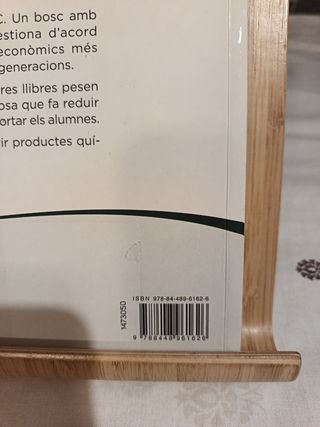 C. Un bosc amb
estiona d'acord
econòmics més
generacions.
res llibres pesen
osa que fa reduir
ortar els alumnes.
ir productes quí-
ISBN 978-84-489-6162-6
1473050
9 788448 961626